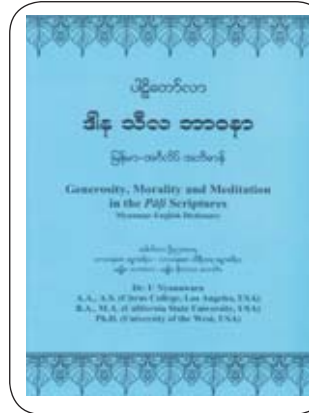 ပါဠိတော်လာ
ဒါန သီလ ဘာဝနာ
မြန်မာ-အင်္ဂလိပ် အဘိဓာန်
Generosity, Morality and Meditation
in the Pāḷi Scriptures
Myanmar-English Dictionary
Dr. U Nyanuwara
A.A., A.S. (Citrus College, Los Angeles, USA)
B.A., M.A. (California State University, USA)
Ph.D. (University of the West, USA)